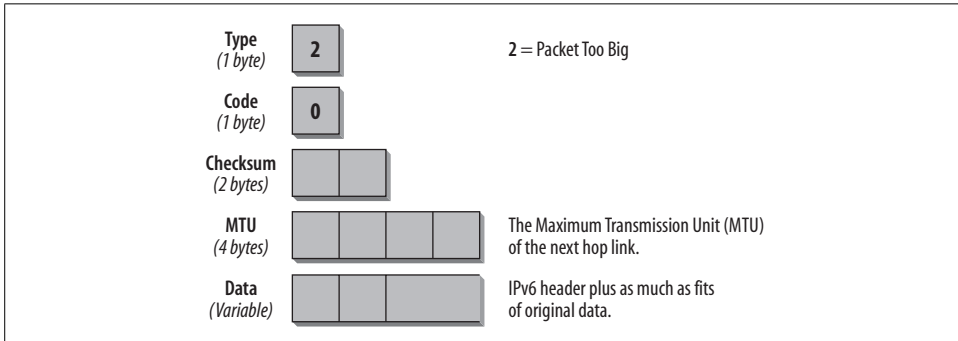 Type
(1 byte)
2
2 = Packet Too Big
Code
(1 byte)
0
Checksum
(2 bytes)
MTU
(4 bytes)
The Maximum Transmission Unit (MTU)
of the next hop link.
Data
(Variable)
IPv6 header plus as much as fits
of original data.